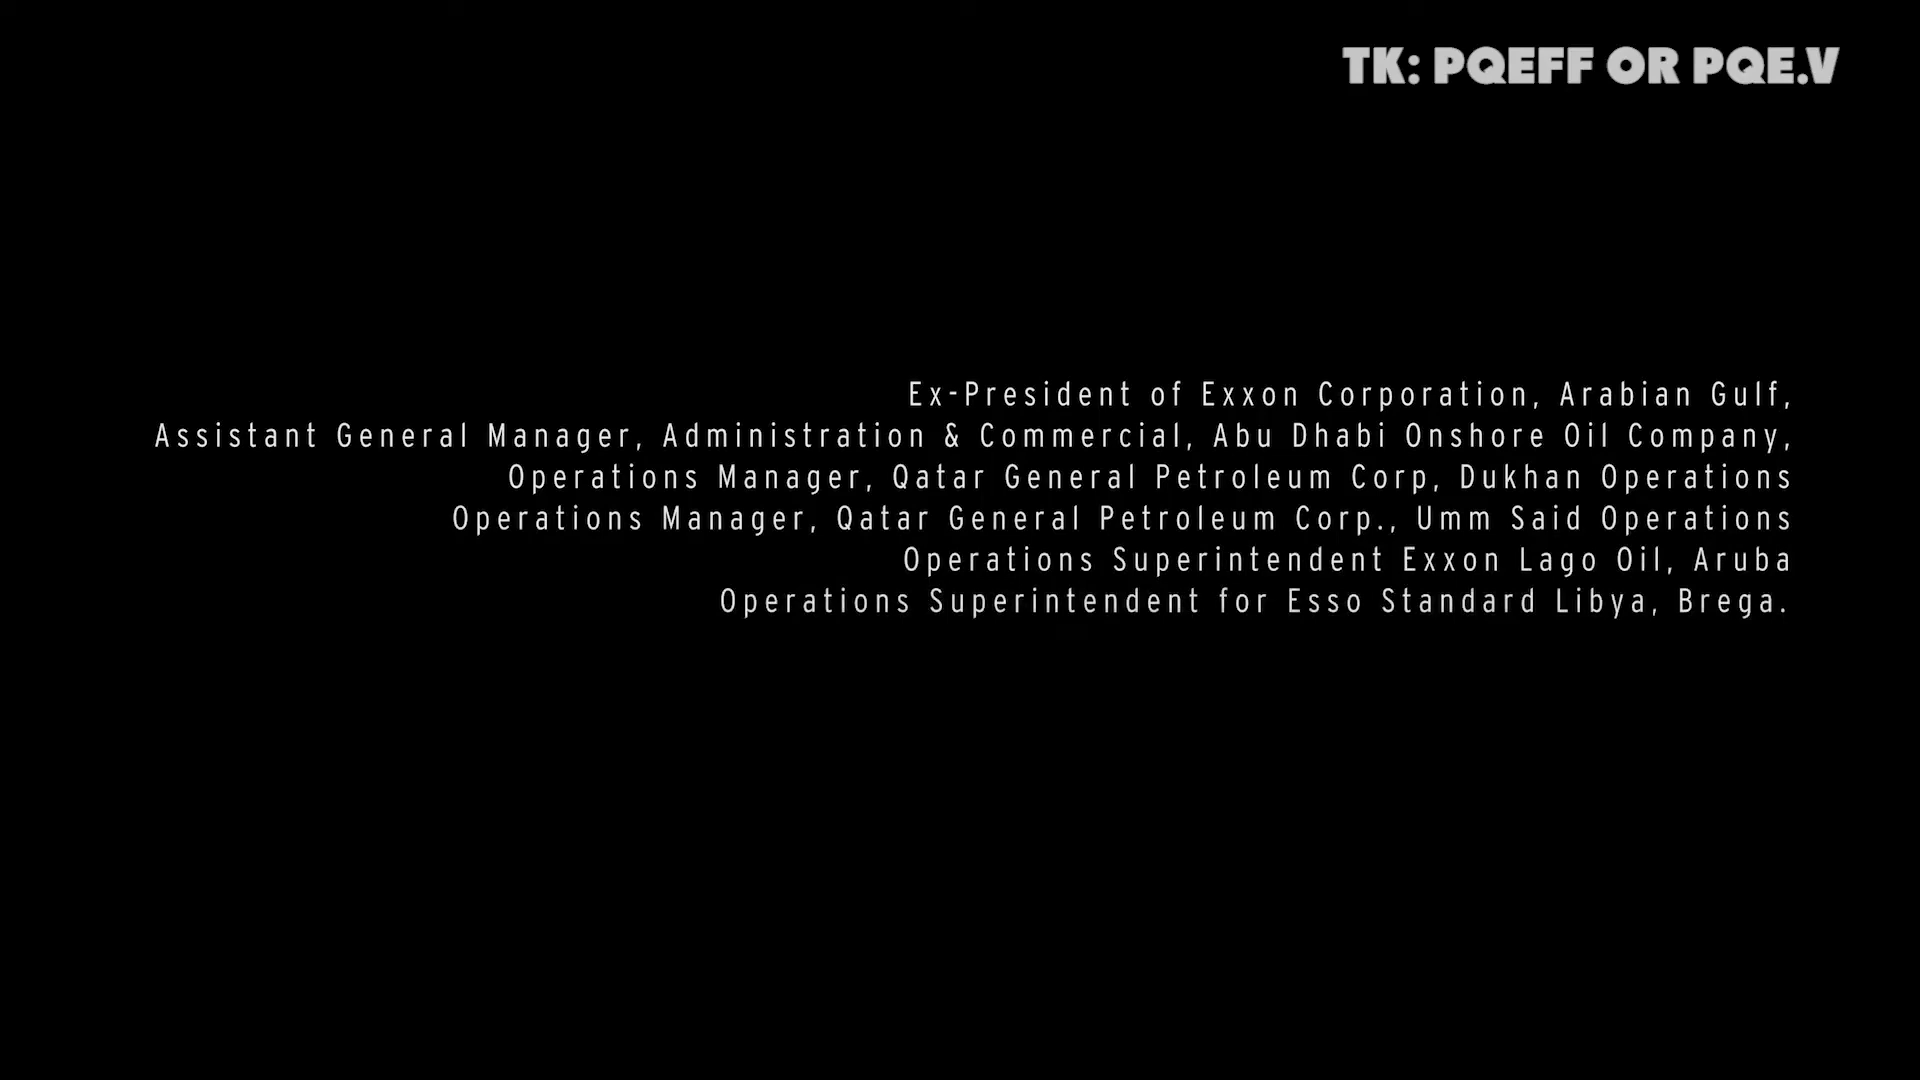 TK: PQEFF OR PQE.V
Ex-President of Exxon Corporation, Arabian Gulf,
Assistant General Manager, Administration & Commercial, Abu Dhabi Onshore Oil Company,
Operations Manager, Qatar General Petroleum Corp, Dukhan Operations
Operations Manager, Qatar General Petroleum Corp., Umm Said Operations
Operations Superintendent Exxon Lago Oil, Aruba
Operations Superintendent for Esso Standard Libya, Brega.